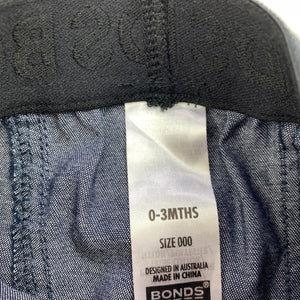 0-3MTHS
SIZE 000
DESIGNED IN AUSTRALIA
MADE IN CHINA
BONDS